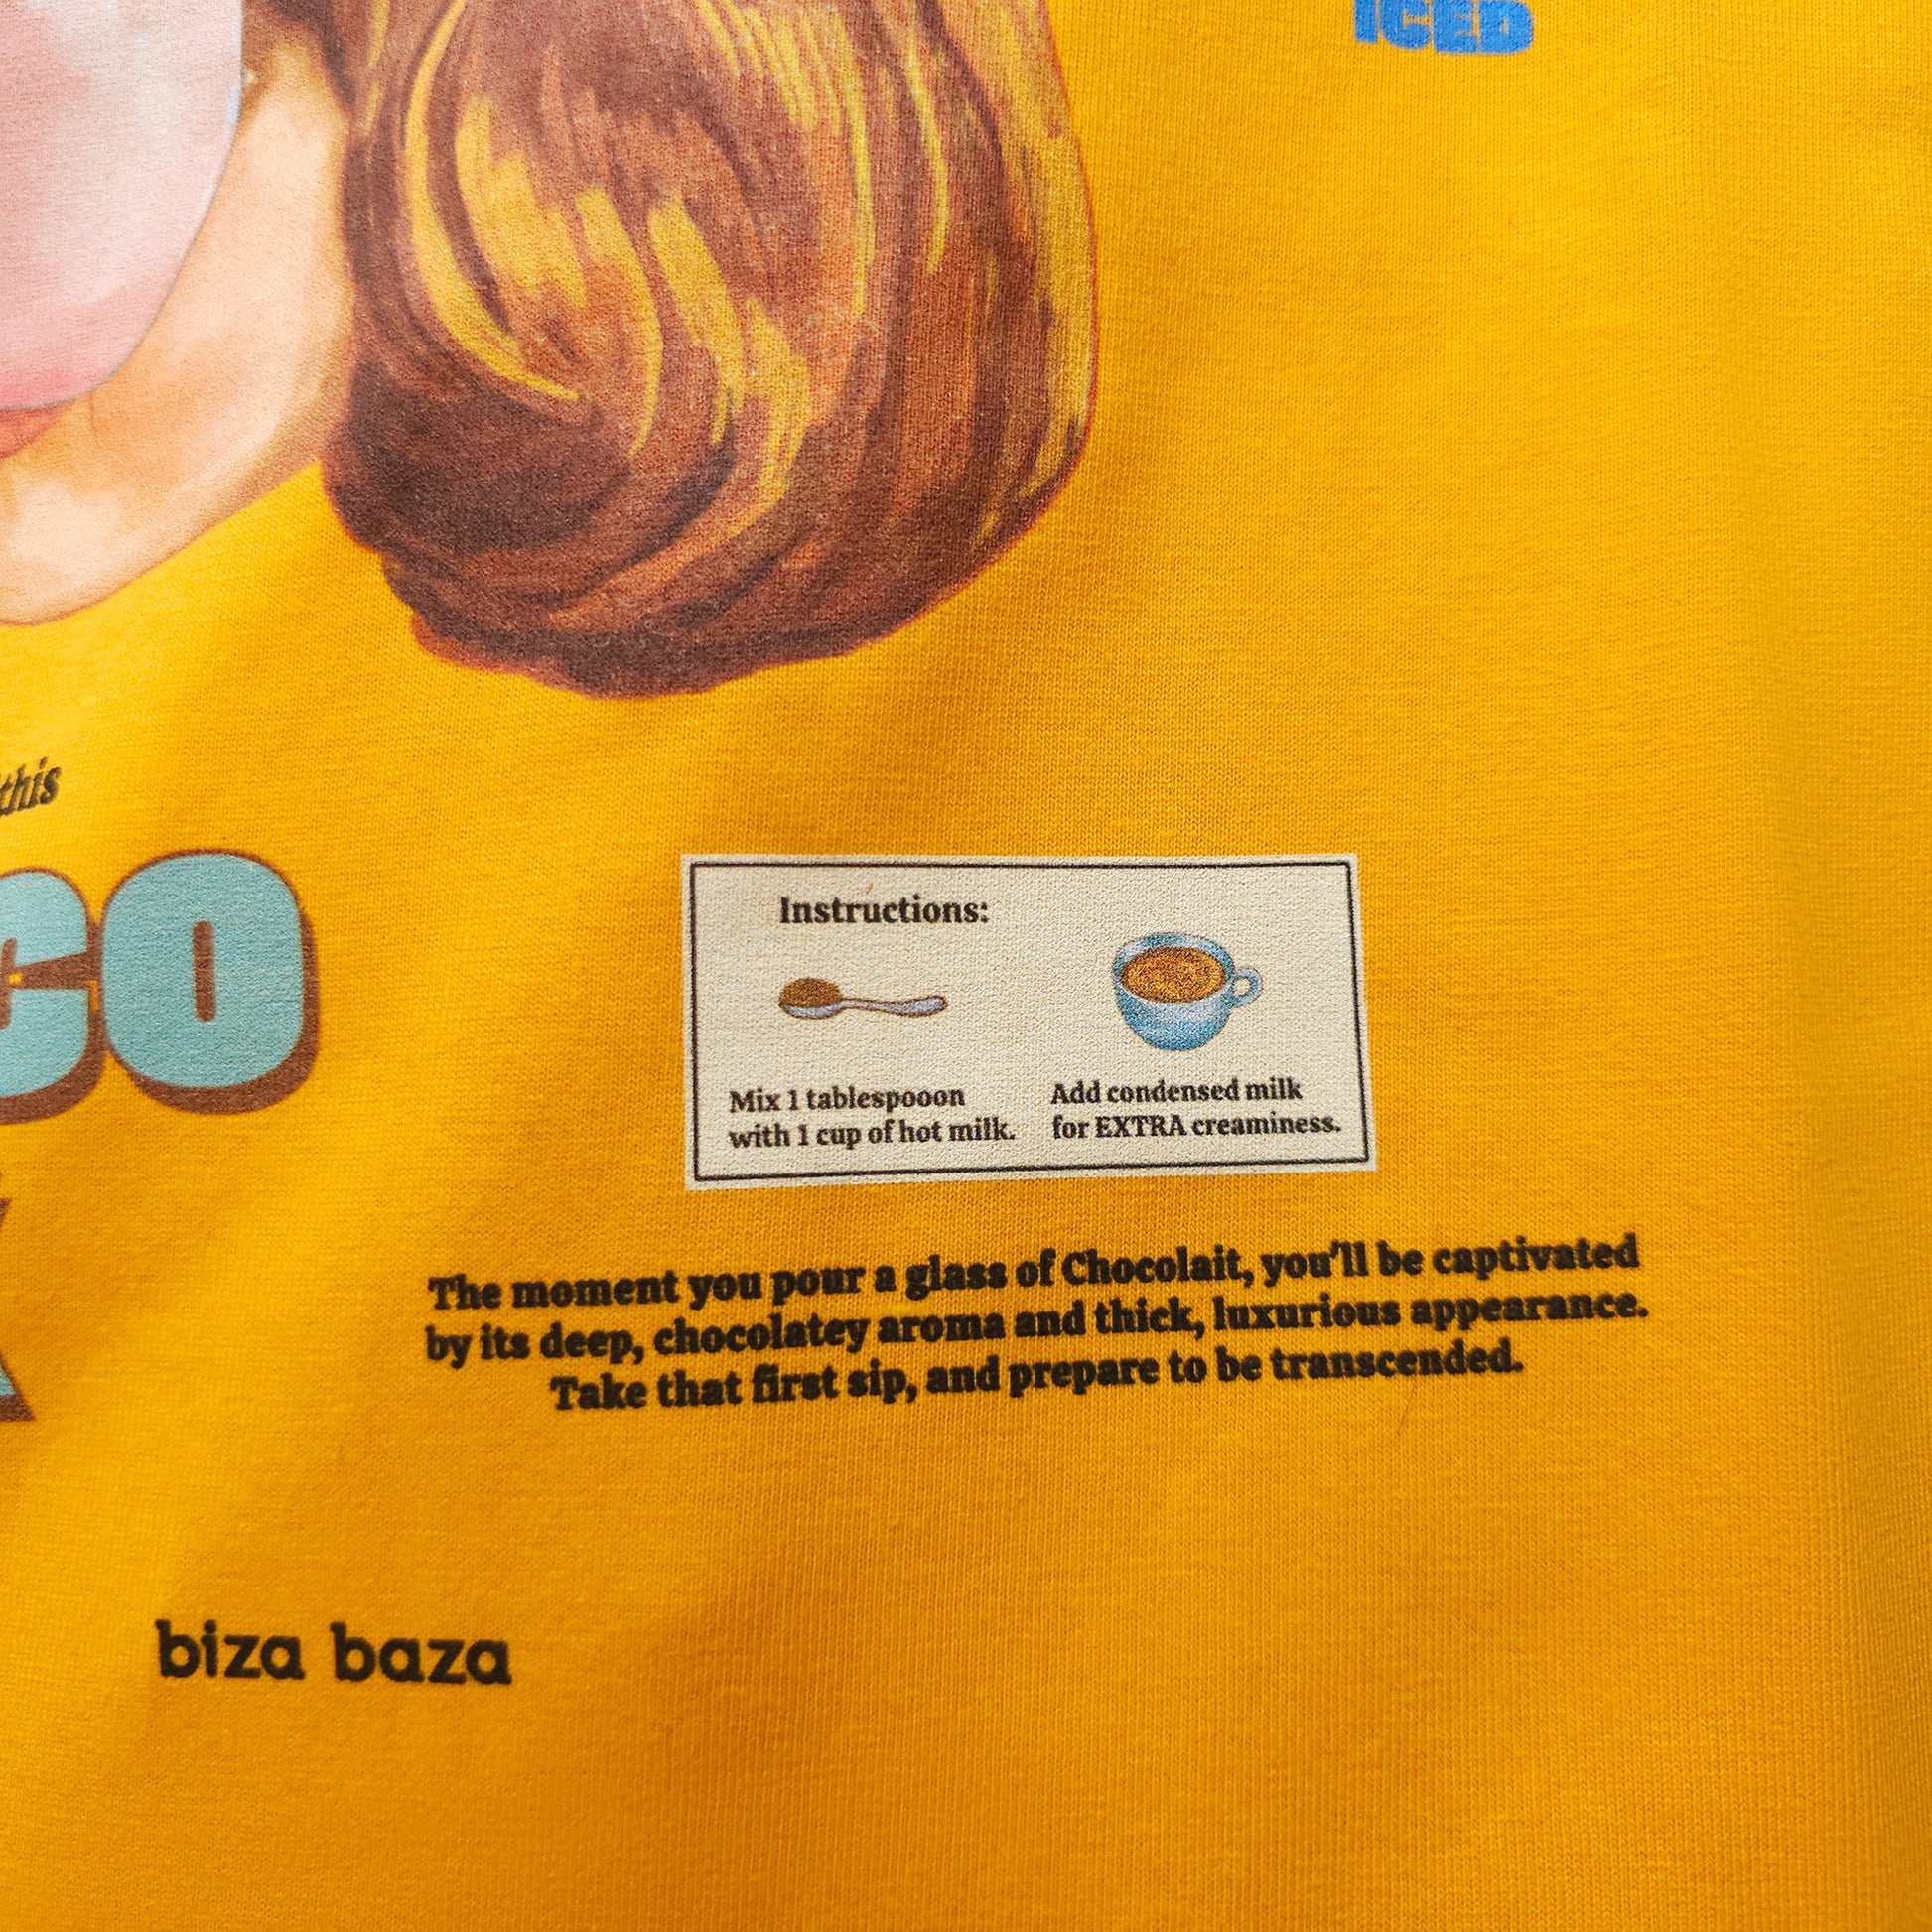 ICED
this
CO
Instructions:
Mix 1 tablespooon
with 1 cup of hot milk.
Add condensed milk
for EXTRA creaminess.
The moment you pour a glass of Chocolait, you'll be captivated
by its deep, chocolatey aroma and thick, luxurious appearance.
Take that first sip, and prepare to be transcended.
biza baza